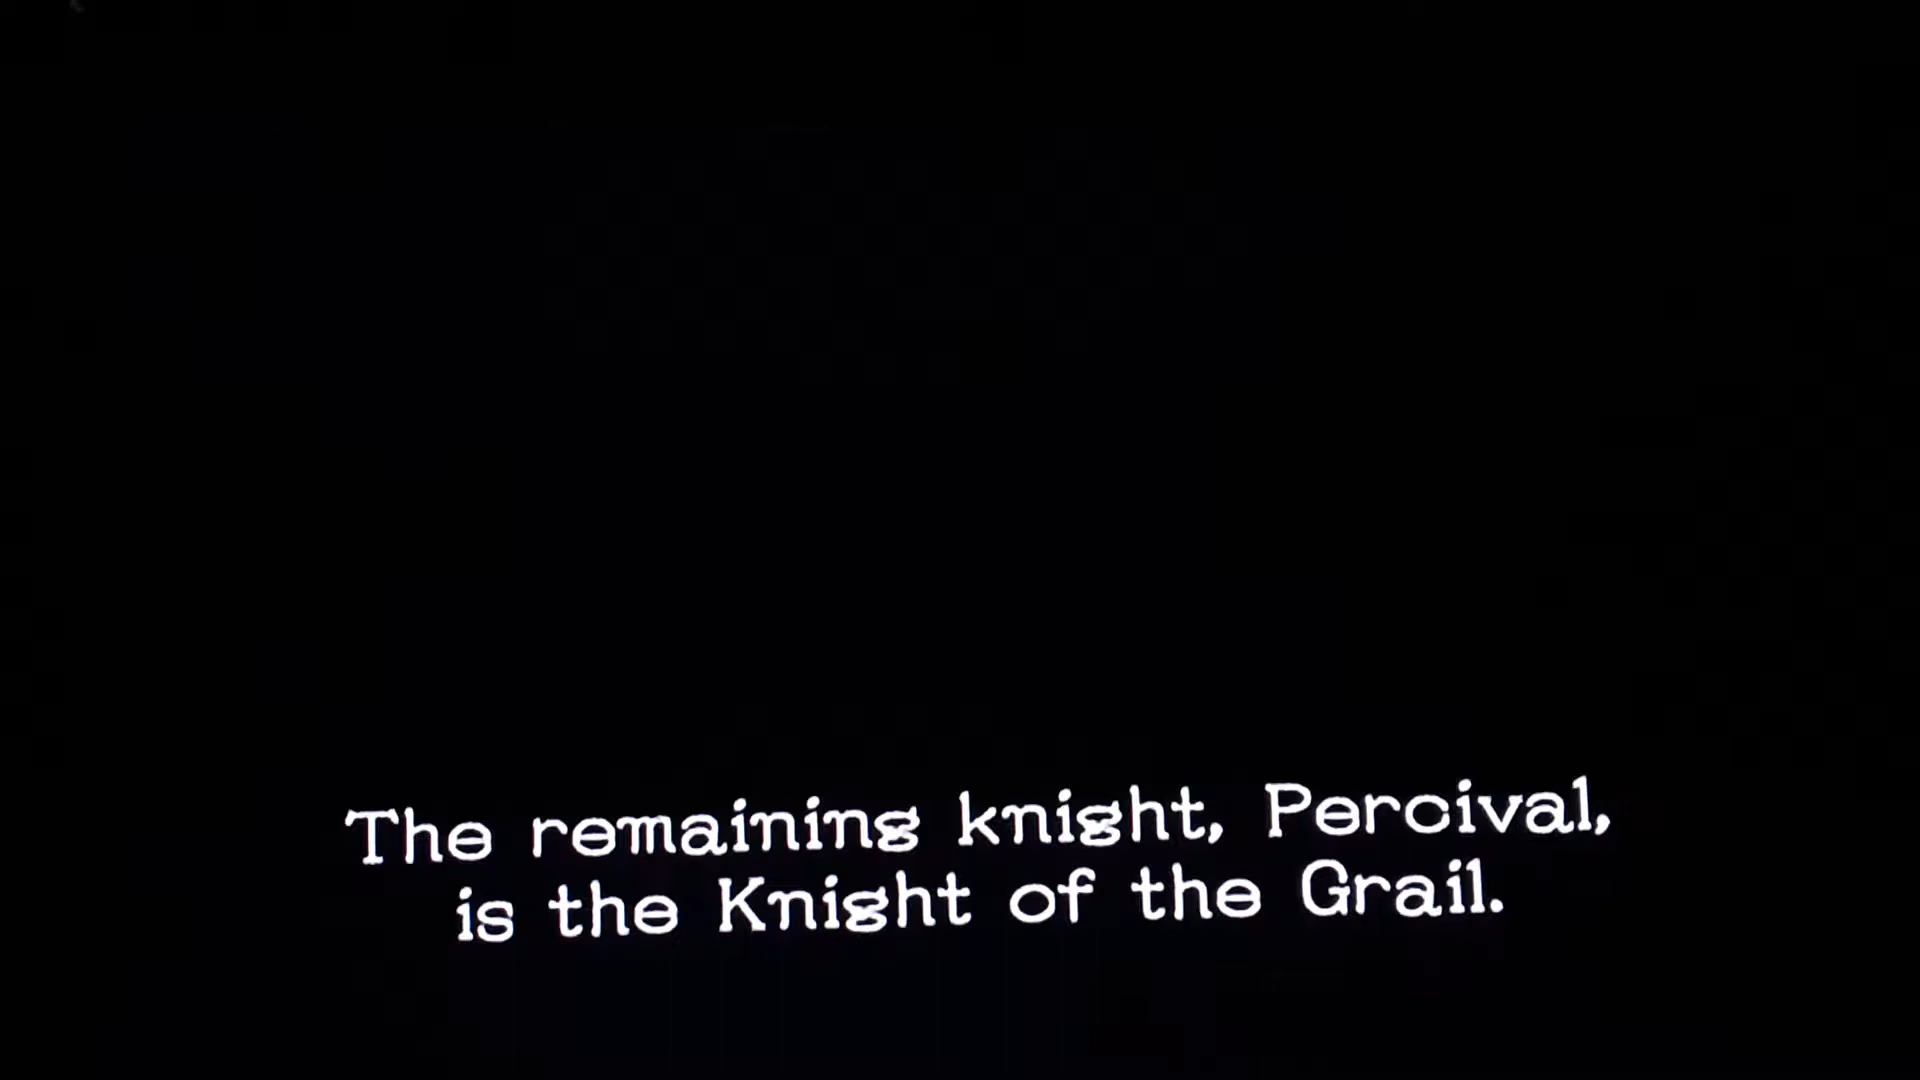 The remaining knight, Percival,
is the Knight of the Grail.